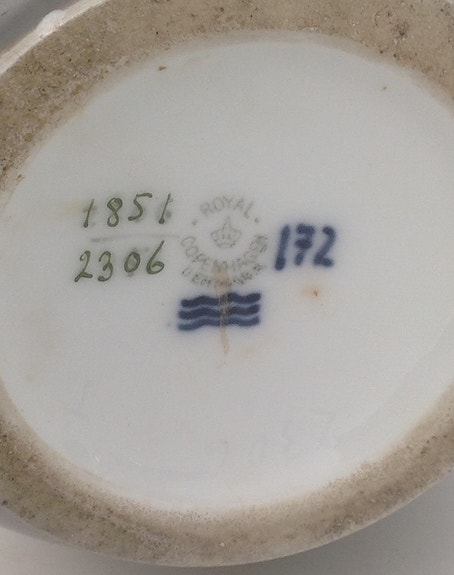 1851
2306
ROYAL
COPENHAGEN
DENMARK
172